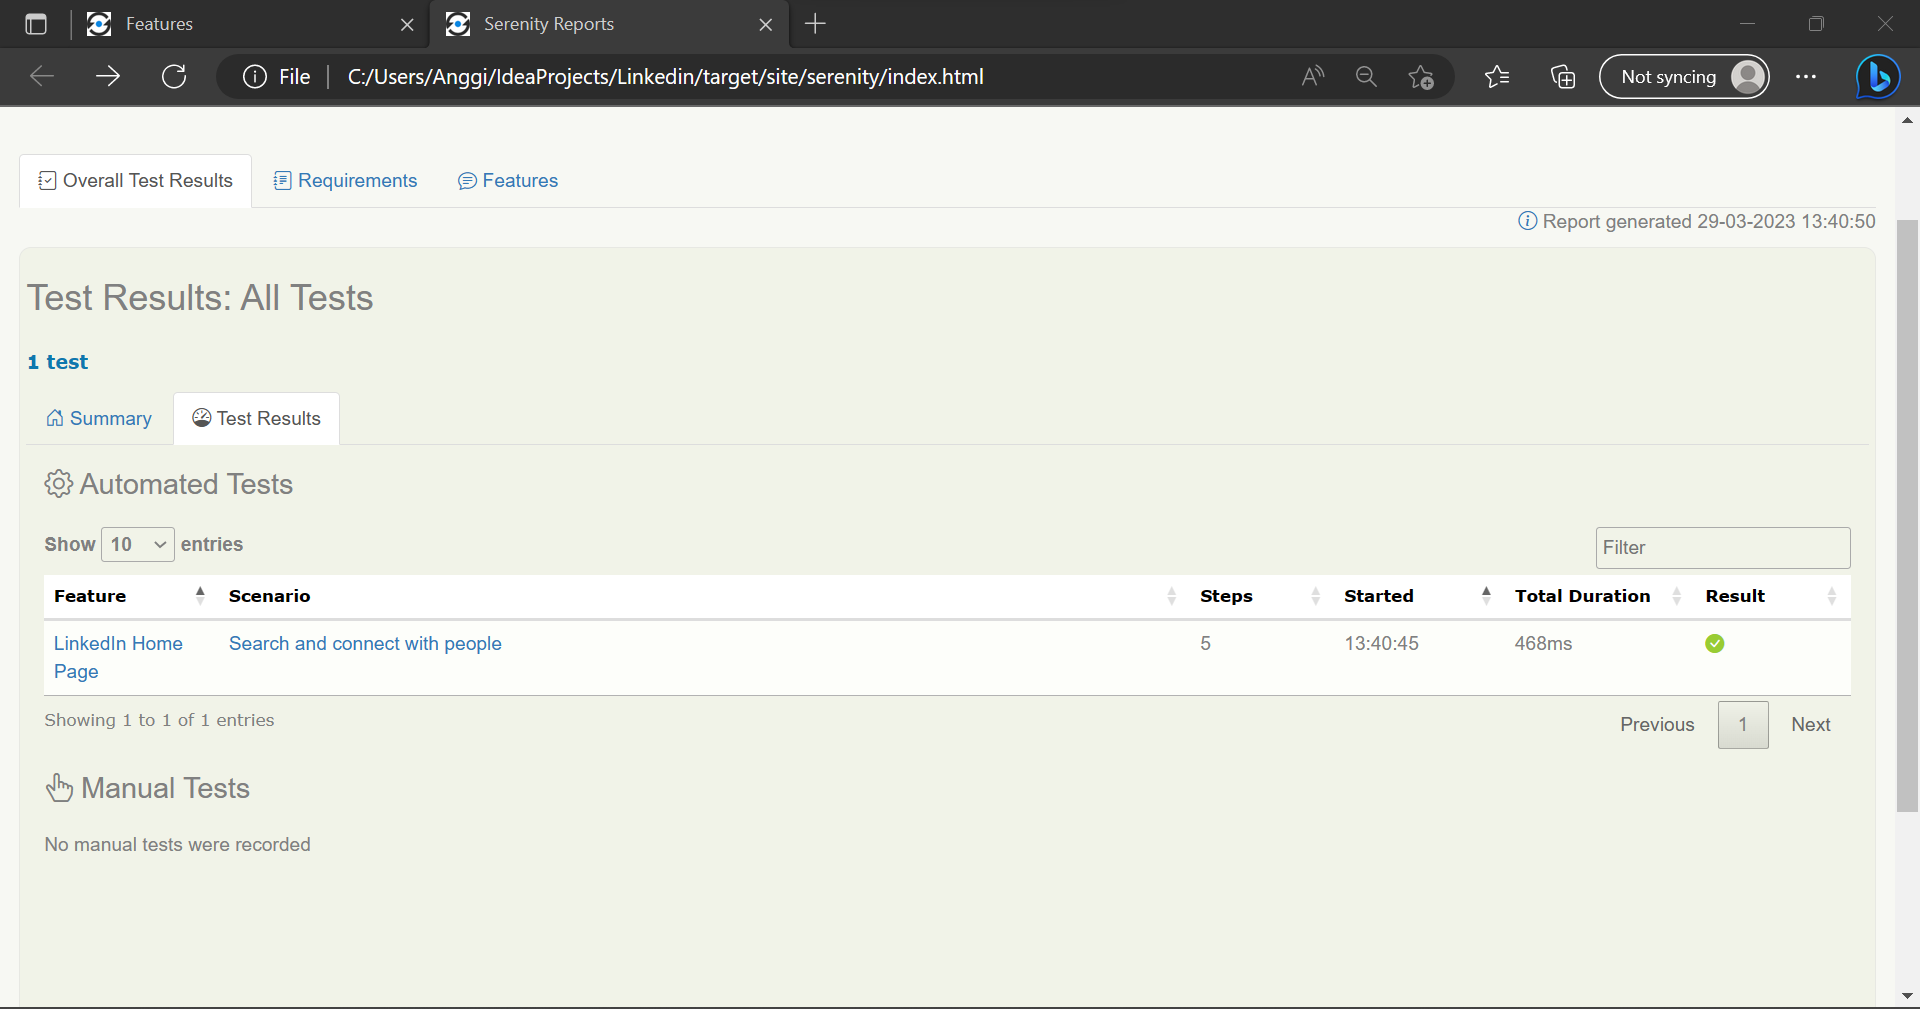 Features
Serenity Reports
File
C:/Users/Anggi/IdeaProjects/Linkedin/target/site/serenity/index.html
Not syncing
Overall Test Results
Requirements
Features
Report generated 29-03-2023 13:40:50
Test Results: All Tests
1 test
Summary
Test Results
Automated Tests
Show 10 entries
Filter
Feature Scenario Steps Started Total Duration Result
LinkedIn Home Search and connect with people 5 13:40:45 468ms
Page
Showing 1 to 1 of 1 entries
Previous 1 Next
Manual Tests
No manual tests were recorded